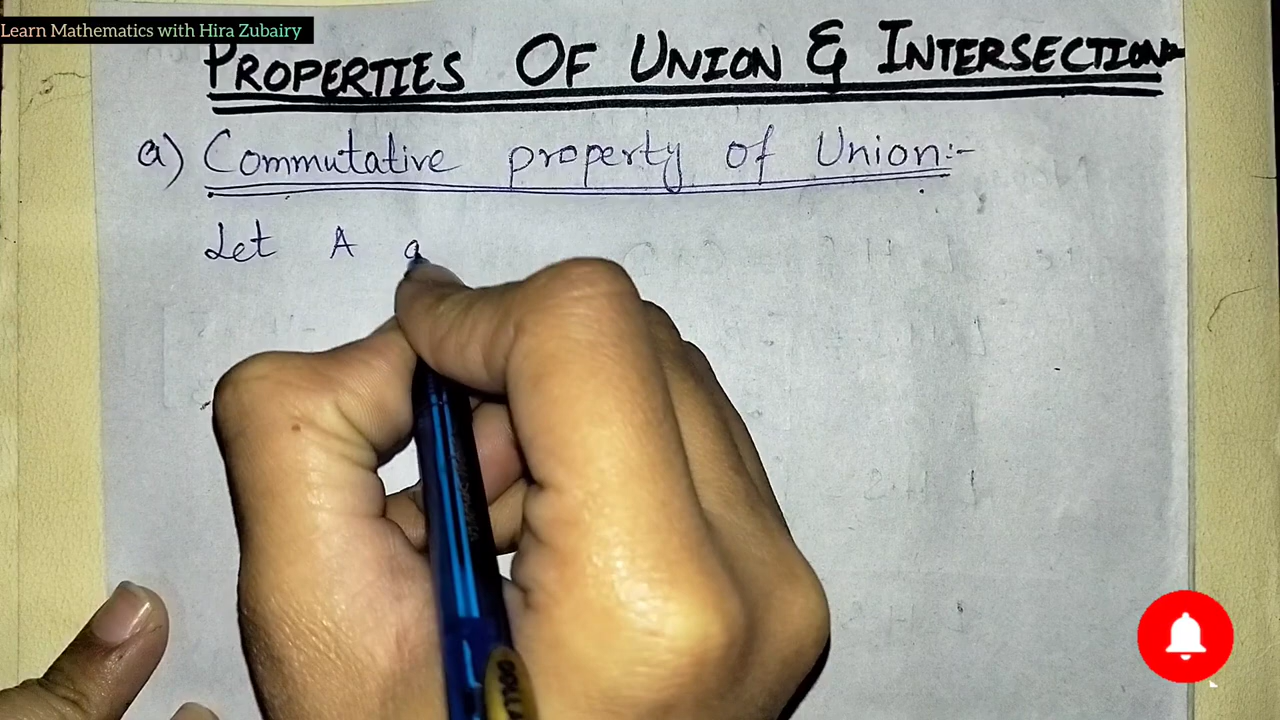 Learn Mathematics with Hira Zubairy
PROPERTIES OF UNION & INTERSECTION
a) Commutative property of Union:-
Let A a